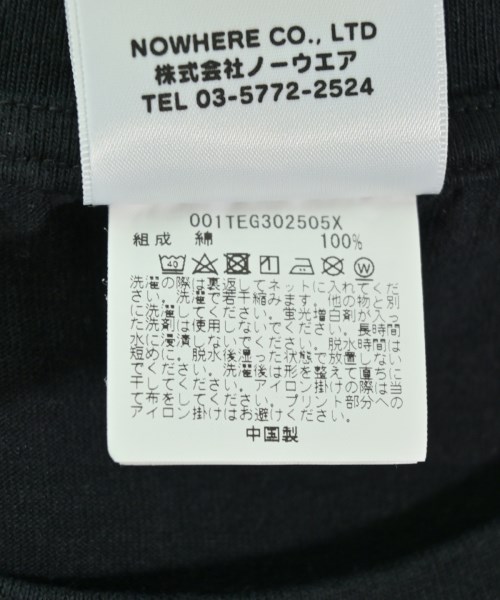 NOWHERE CO., LTD
株式会社ノーウエア
TEL 03-5772-2524
001TEG302505X
組成 綿 100%
40 W
洗濯の際は裏返してネットに入れてくだ
さい。洗濯で若干縮みます。他の物と別
に洗濯してください。蛍光増白剤が入っ
た洗剤は使用しないでください。長時間
水に浸漬しないでください。脱水時間は
短めに。脱水後湿った状態で放置しない
でください。洗濯後は形を整えて直ちに
干してください。アイロン掛けの際は当
て布をしてください。プリント部分への
アイロン掛けはお避けください。
中国製